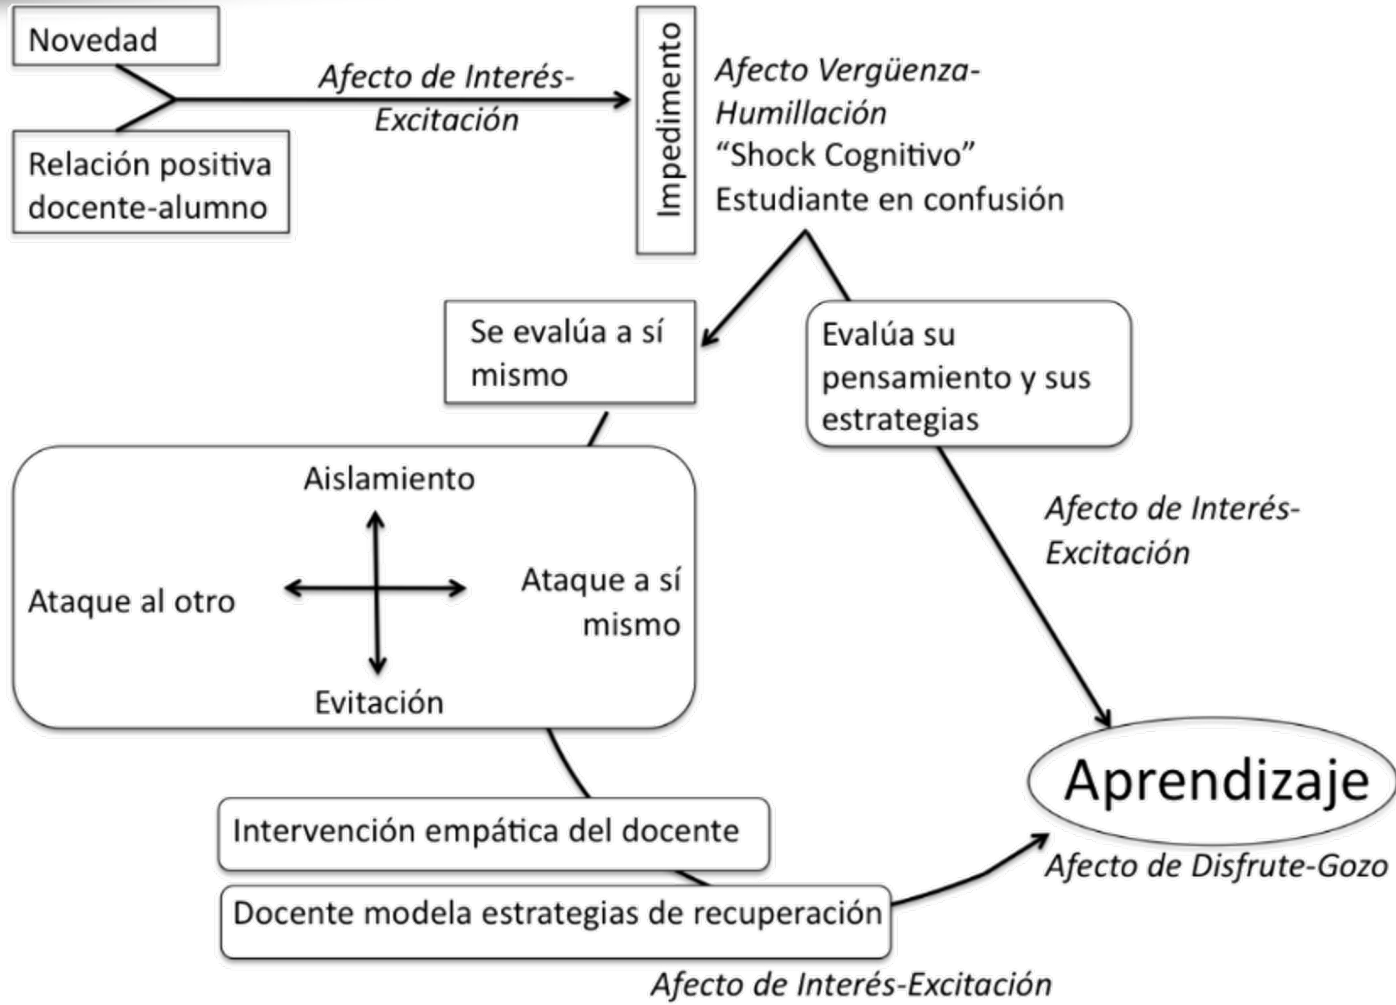 Novedad
Relación positiva
docente-alumno
Afecto de Interés-
Excitación
Impedimento
Afecto Vergüenza-
Humillación
“Shock Cognitivo”
Estudiante en confusión
Se evalúa a sí
mismo
Evalúa su
pensamiento y sus
estrategias
Aislamiento
Ataque al otro
Ataque a sí
mismo
Evitación
Afecto de Interés-
Excitación
Intervención empática del docente
Docente modela estrategias de recuperación
Afecto de Interés-Excitación
Aprendizaje
Afecto de Disfrute-Gozo